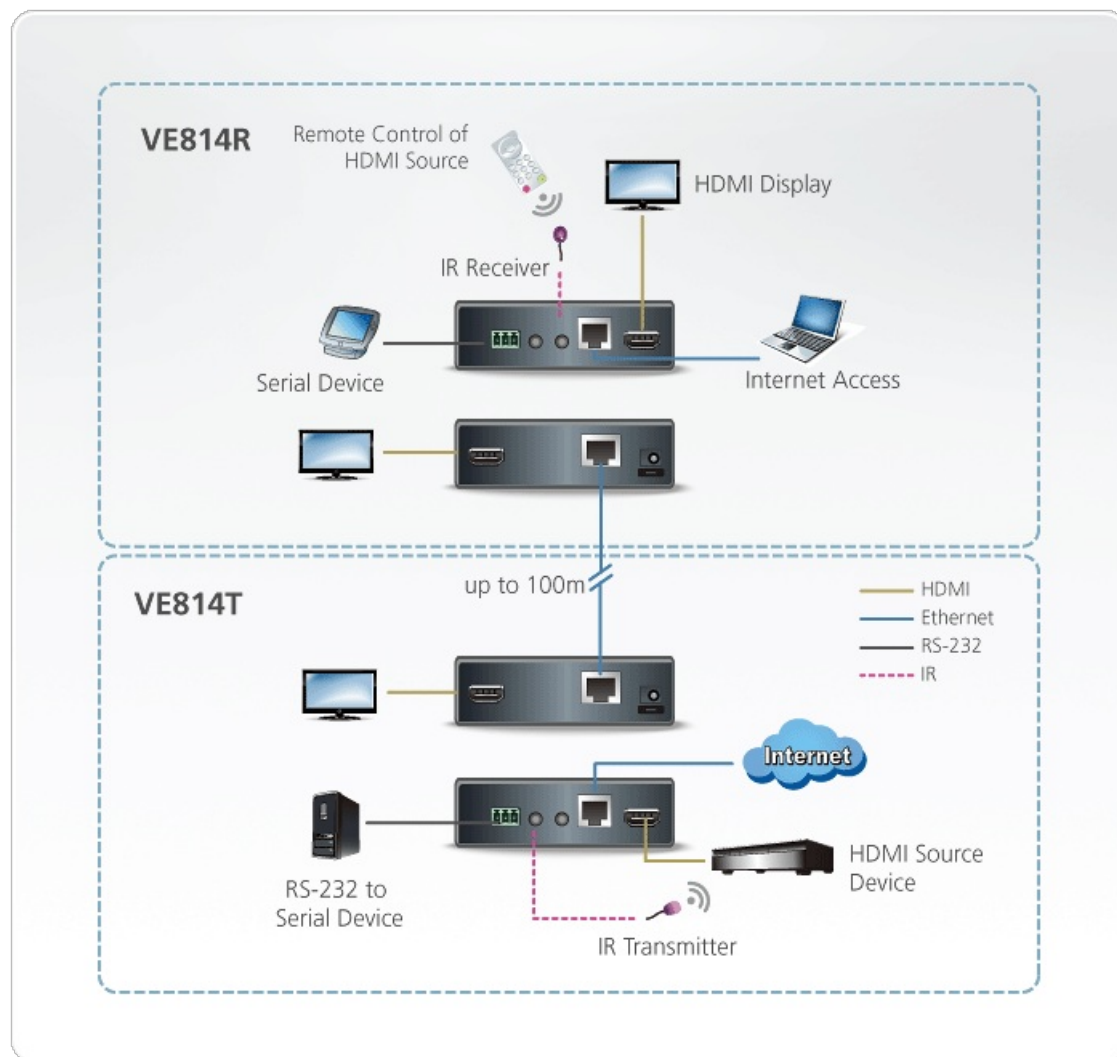 VE814R
Remote Control of
HDMI Source
HDMI Display
IR Receiver
Serial Device
Internet Access
up to 100m
VE814T
HDMI
Ethernet
RS-232
IR
Internet
RS-232 to
Serial Device
HDMI Source
Device
IR Transmitter